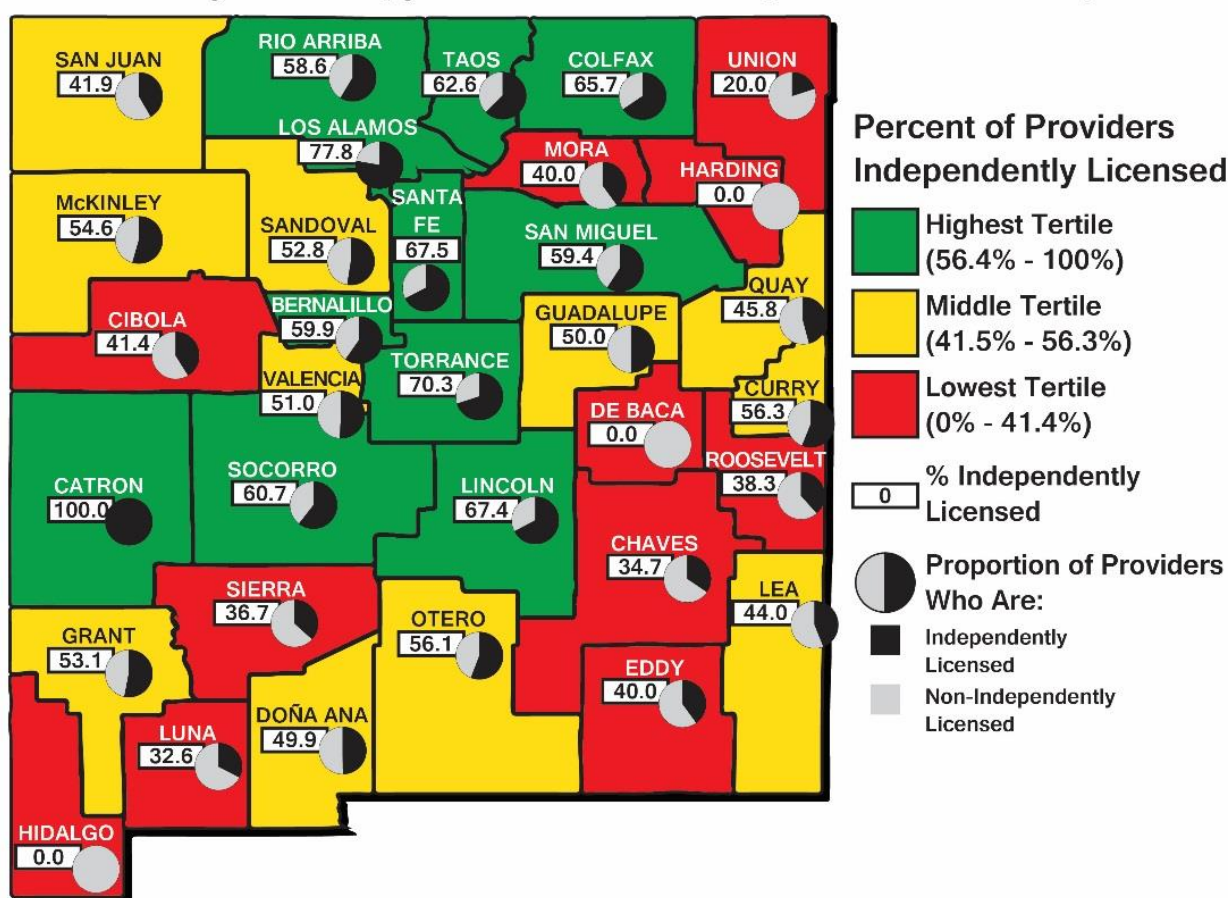 SAN JUAN
41.9
RIO ARRIBA
58.6
TAOS
62.6
COLFAX
65.7
UNION
20.0
LOS ALAMOS
77.8
MORA
40.0
HARDING
0.0
McKINLEY
54.6
SANDOVAL
52.8
SANTA
FE
67.5
SAN MIGUEL
59.4
QUAY
45.8
CIBOLA
41.4
BERNALILLO
59.9
GUADALUPE
50.0
VALENCIA
51.0
TORRANCE
70.3
DE BACA
0.0
CURRY
56.3
ROOSEVELT
38.3
CATRON
100.0
SOCORRO
60.7
LINCOLN
67.4
CHAVES
34.7
SIERRA
36.7
LEA
44.0
GRANT
53.1
OTERO
56.1
EDDY
40.0
LUNA
32.6
DOÑA ANA
49.9
HIDALGO
0.0
Percent of Providers
Independently Licensed
Highest Tertile
(56.4% - 100%)
Middle Tertile
(41.5% - 56.3%)
Lowest Tertile
(0% - 41.4%)
0
% Independently
Licensed
Proportion of Providers
Who Are:
Independently
Licensed
Non-Independently
Licensed